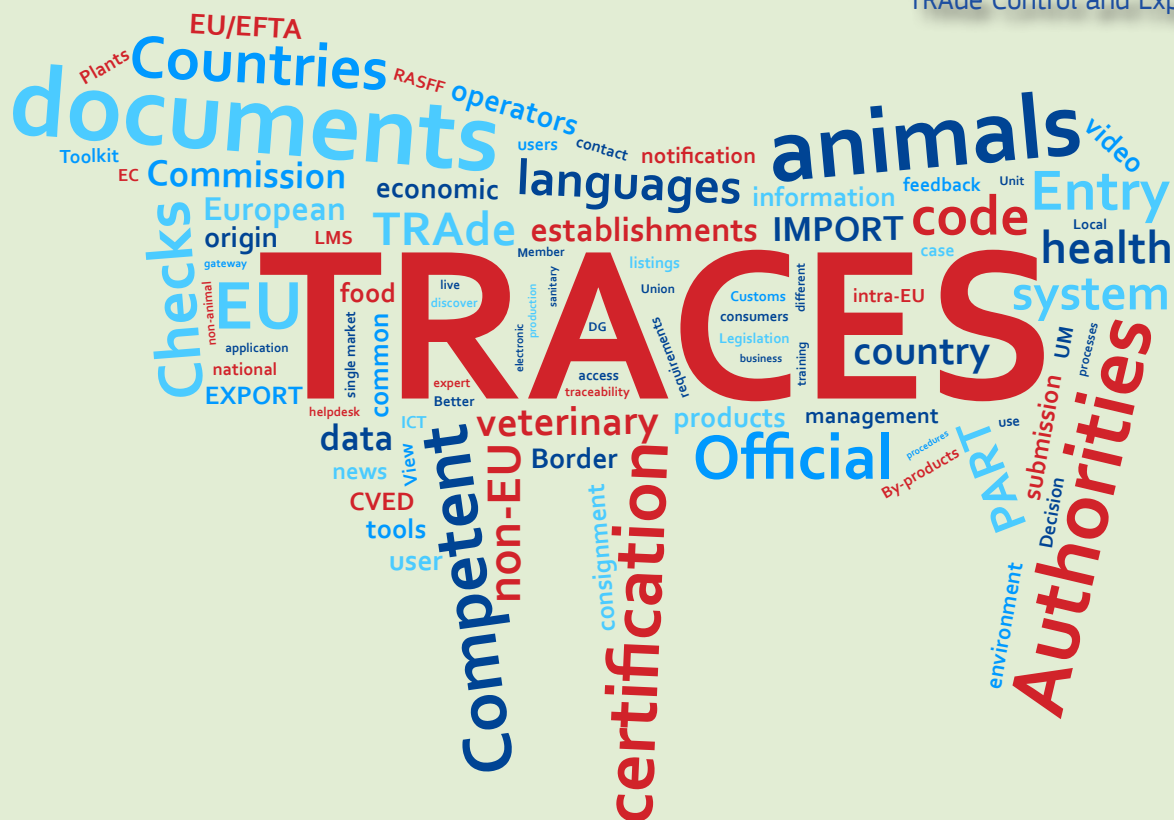 TRAde Control and Exp
EU/EFTA
Plants
Countries
RASFF
operators
documents
animals
video
Toolkit
users
contact
notification
EC
Commission
economic
languages
information
feedback
Unit
Entry
European
Checks
origin
LMS
TRAde
establishments
IMPORT
code
Local
health
gateway
Member
listings
case
TRACES
non-animal
EU
food
live
discover
production
sanitary
Union
DG
Customs
consumers
different
intra-EU
system
application
single market
common
electronic
requirements
Legislation
business
training
country
UM
processes
national
EXPORT
expert
Better
access
traceability
helpdesk
ICT
veterinary
products
management
use
data
View
Competent
non-EU
Border
certification
Official
procedures
By-products
PART
submission
Authorities
news
CVED
tools
user
consignment
Decision
environment